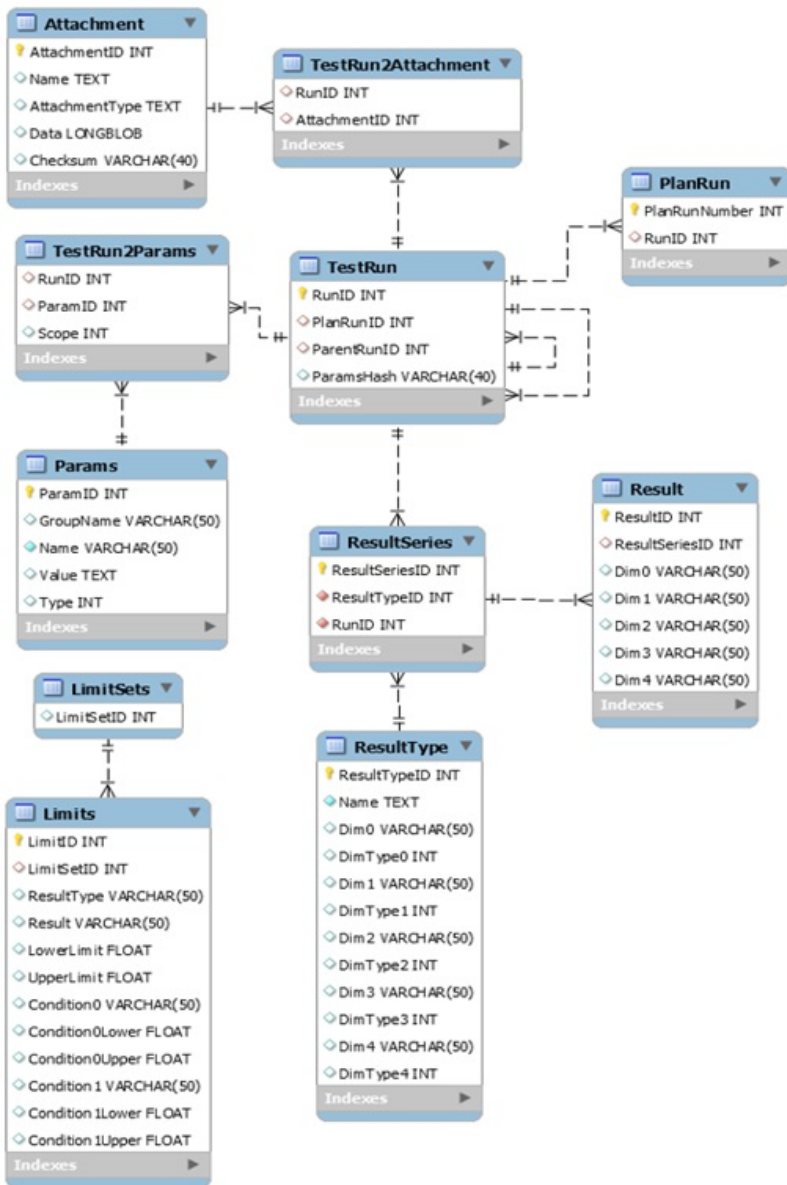 Attachment
AttachmentID INT
Name TEXT
AttachmentType TEXT
Data LONGBLOB
Checksum VARCHAR(40)
Indexes
TestRun2Attachment
RunID INT
AttachmentID INT
Indexes
PlanRun
PlanRunNumber INT
RunID INT
Indexes
TestRun2Params
RunID INT
ParamID INT
Scope INT
Indexes
TestRun
RunID INT
PlanRunID INT
ParentRunID INT
ParamsHash VARCHAR(40)
Indexes
Params
ParamID INT
GroupName VARCHAR(50)
Name VARCHAR(50)
Value TEXT
Type INT
Indexes
ResultSeries
ResultSeriesID INT
ResultTypeID INT
RunID INT
Indexes
Result
ResultID INT
ResultSeriesID INT
Dim0 VARCHAR(50)
Dim1 VARCHAR(50)
Dim2 VARCHAR(50)
Dim3 VARCHAR(50)
Dim4 VARCHAR(50)
Indexes
LimitSets
LimitSetID INT
Limits
LimitID INT
LimitSetID INT
ResultType VARCHAR(50)
Result VARCHAR(50)
LowerLimit FLOAT
UpperLimit FLOAT
Condition0 VARCHAR(50)
Condition0Lower FLOAT
Condition0Upper FLOAT
Condition1 VARCHAR(50)
Condition1Lower FLOAT
Condition1Upper FLOAT
Indexes
ResultType
ResultTypeID INT
Name TEXT
Dim0 VARCHAR(50)
DimType0 INT
Dim1 VARCHAR(50)
DimType1 INT
Dim2 VARCHAR(50)
DimType2 INT
Dim3 VARCHAR(50)
DimType3 INT
Dim4 VARCHAR(50)
DimType4 INT
Indexes